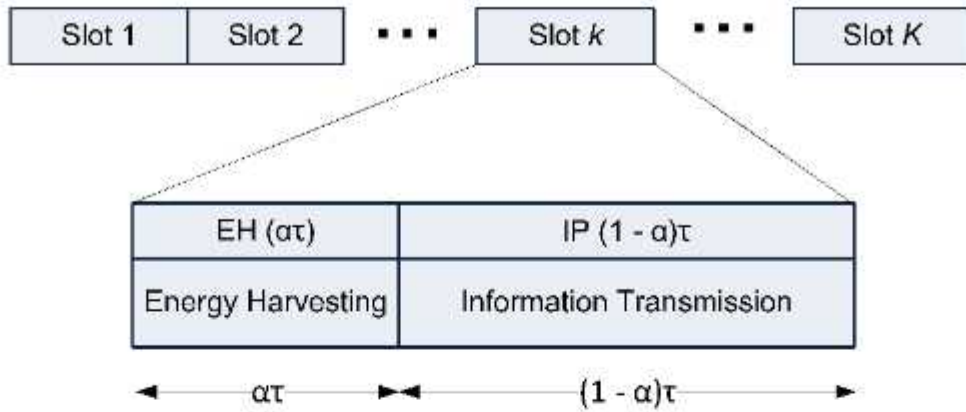 Slot 1 Slot 2 ▪ ▪ ▪ Slot k ▪ ▪ ▪ Slot K
EH (ατ) IP (1 - α)τ
Energy Harvesting Information Transmission
ατ (1 - α)τ